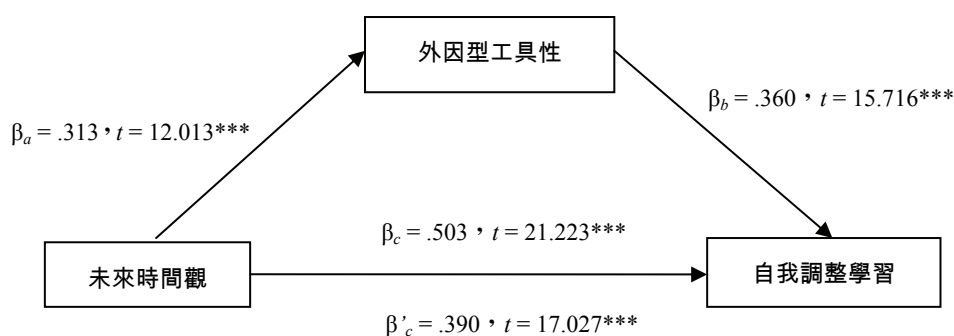 外因型工具性
βa = .313，t = 12.013***
βb = .360，t = 15.716***
βc = .503，t = 21.223***
未來時間觀
自我調整學習
β’c = .390，t = 17.027***